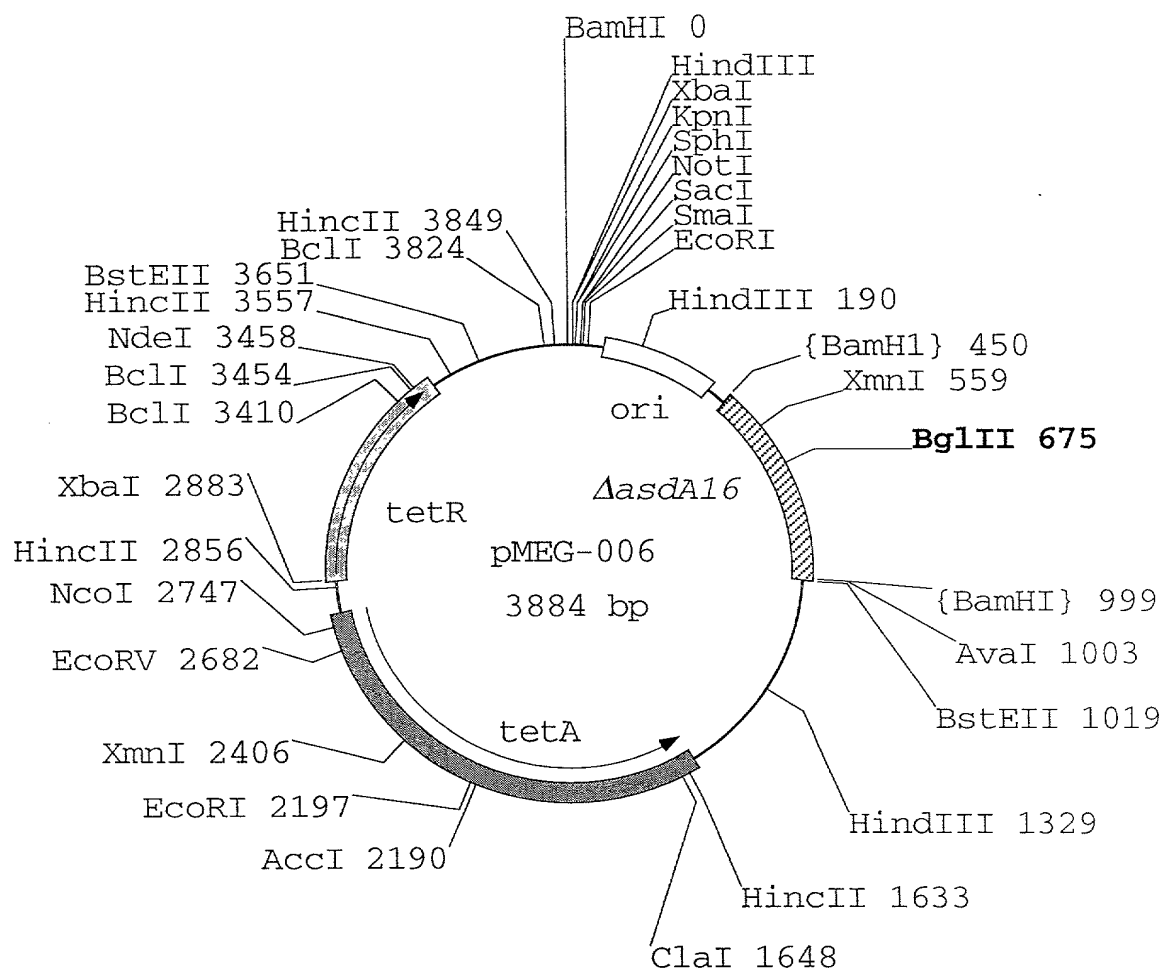 BamHI 0
HindIII
XbaI
KpnI
SphI
NotI
SacI
SmaI
EcoRI
HincII 3849
BclI 3824
BstEII 3651
HincII 3557
NdeI 3458
BclI 3454
BclI 3410
HindIII 190
{BamH1} 450
XmnI 559
BglII 675
ori
ΔasdA16
XbaI 2883
tetR
HincII 2856
NcoI 2747
EcoRV 2682
pMEG-006
3884 bp
{BamHI} 999
AvaI 1003
BstEII 1019
tetA
XmnI 2406
EcoRI 2197
AccI 2190
HindIII 1329
HincII 1633
ClaI 1648